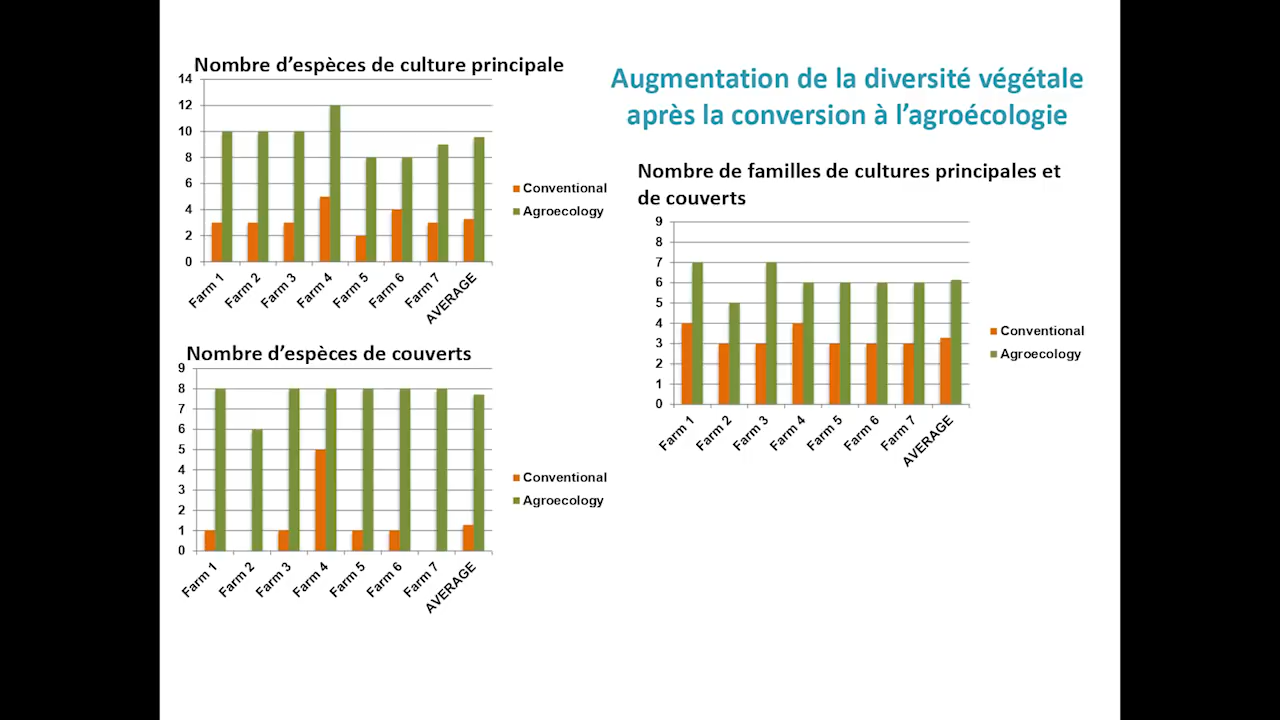 Nombre d’espèces de culture principale
14
12
10
8
6
4
2
0
Farm 1
Farm 2
Farm 3
Farm 4
Farm 5
Farm 6
Farm 7
AVERAGE
Conventional
Agroecology
Augmentation de la diversité végétale
après la conversion à l’agroécologie
Nombre de familles de cultures principales et
de couverts
9
8
7
6
5
4
3
2
1
0
Farm 1
Farm 2
Farm 3
Farm 4
Farm 5
Farm 6
Farm 7
AVERAGE
Conventional
Agroecology
Nombre d’espèces de couverts
9
8
7
6
5
4
3
2
1
0
Farm 1
Farm 2
Farm 3
Farm 4
Farm 5
Farm 6
Farm 7
AVERAGE
Conventional
Agroecology